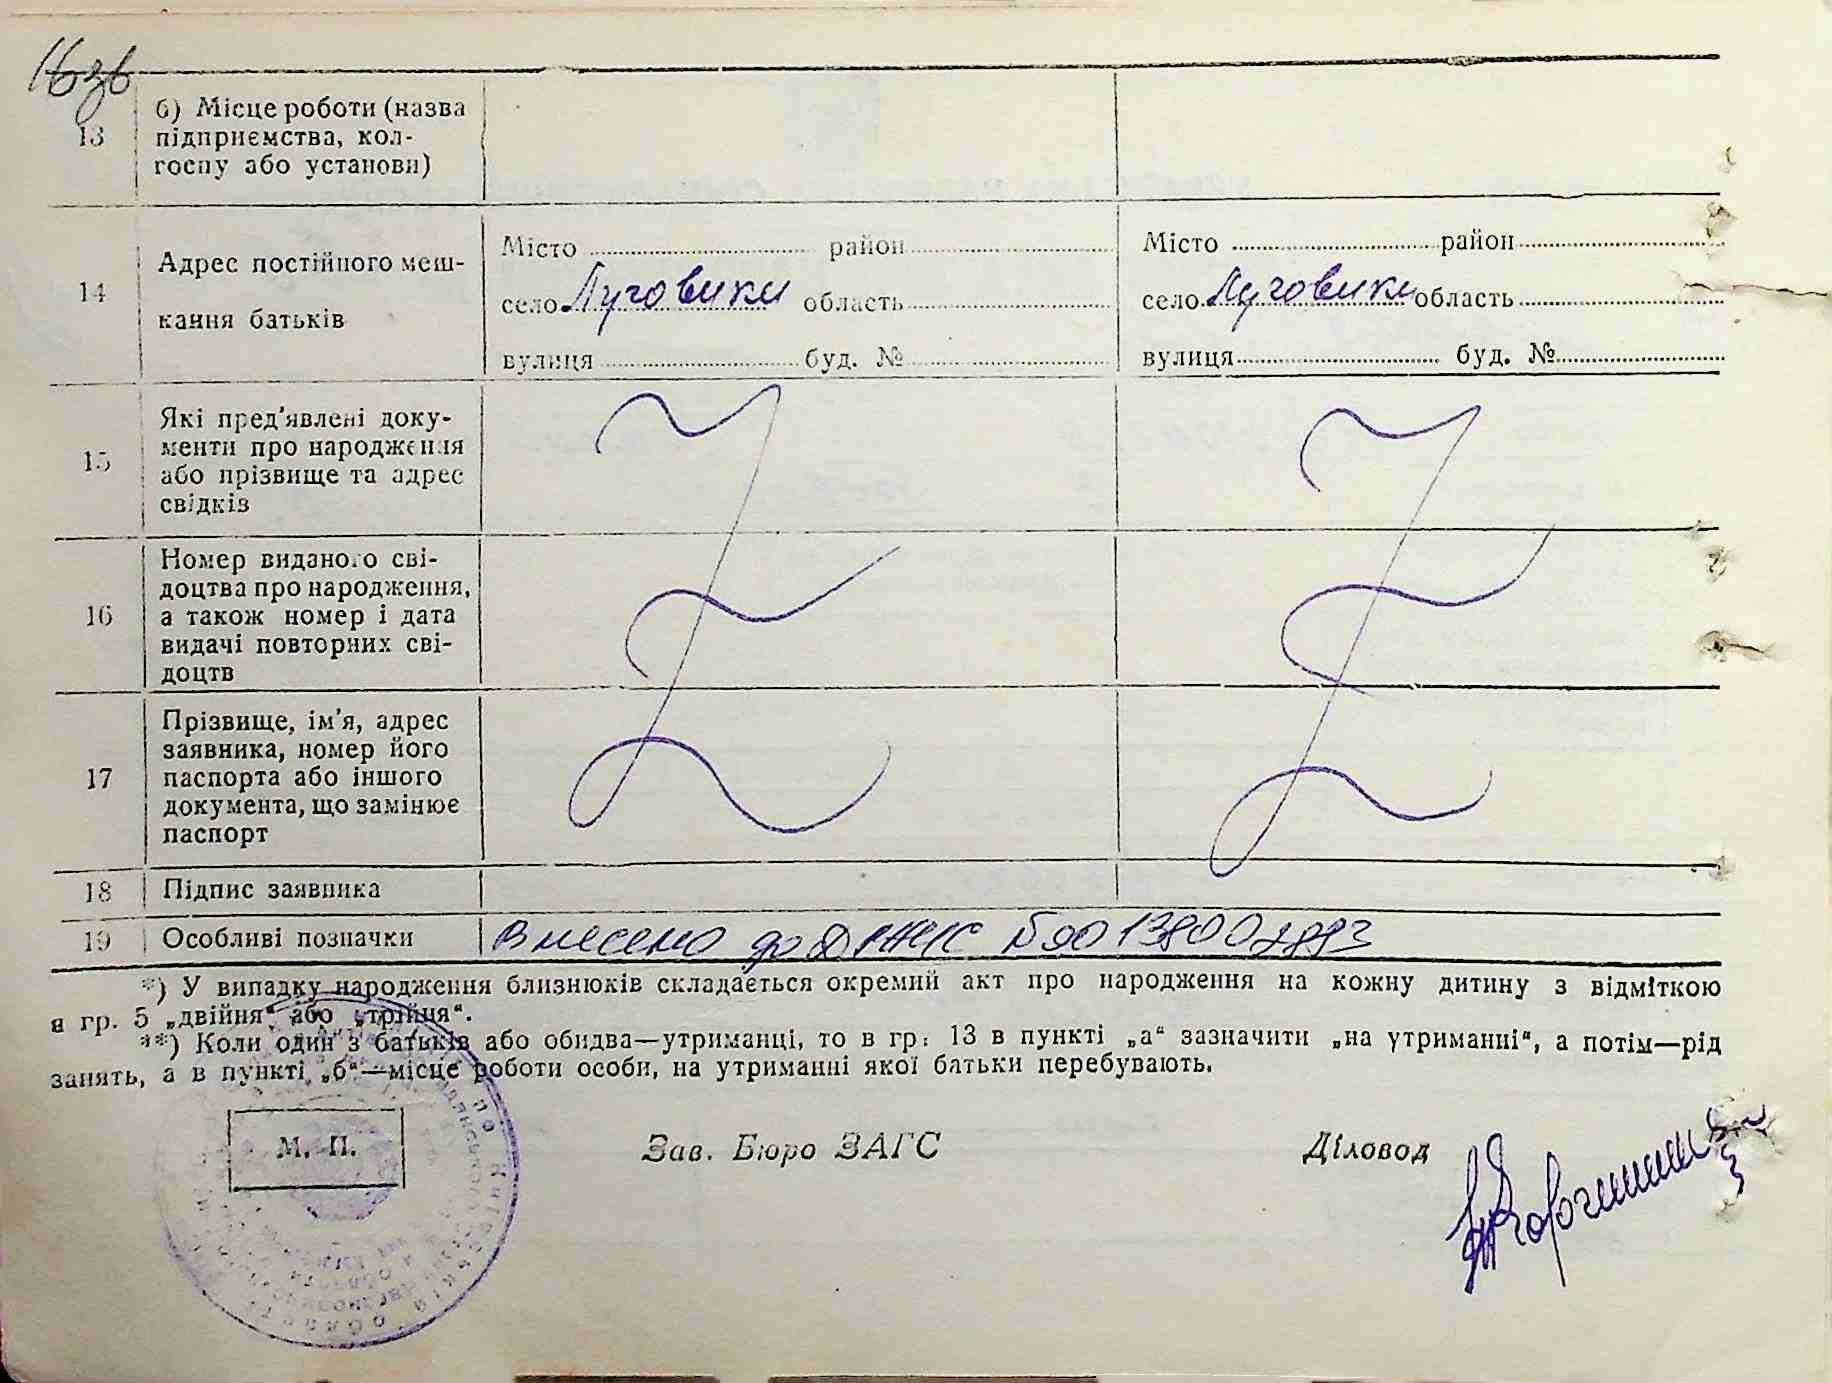 16 зв
13
б) Місце роботи (назва
підприємства, кол-
госпу або установи)
14
Адрес постійного меш-
кання батьків
Місто район
село Луговики область
вулиця буд. №
Місто район
село Луговики область
вулиця буд. №
15
Які пред'явлені доку-
менти про народження
або прізвище та адрес
свідків
16
Номер виданого сві-
доцтва про народження,
а також номер і дата
видачі повторних сві-
доцтв
17
Прізвище, ім'я, адрес
заявника, номер його
паспорта або іншого
документа, що замінює
паспорт
18
Підпис заявника
19
Особливі позначки
Внесено до ДРАЦС
*) У випадку народження близнюків складається окремий акт про народження на кожну дитину з відміткою
в гр. 5 „двійня“ або „трійця“.
**) Коли один з батьків або обидва—утриманці, то в гр. 13 в пункті „а“ зазначити „на утриманні“, а потім—рід
занять, а в пункті „б“—місце роботи особи, на утриманні якої батьки перебувають.
М. П.
Зав. Бюро ЗАГС
Діловод